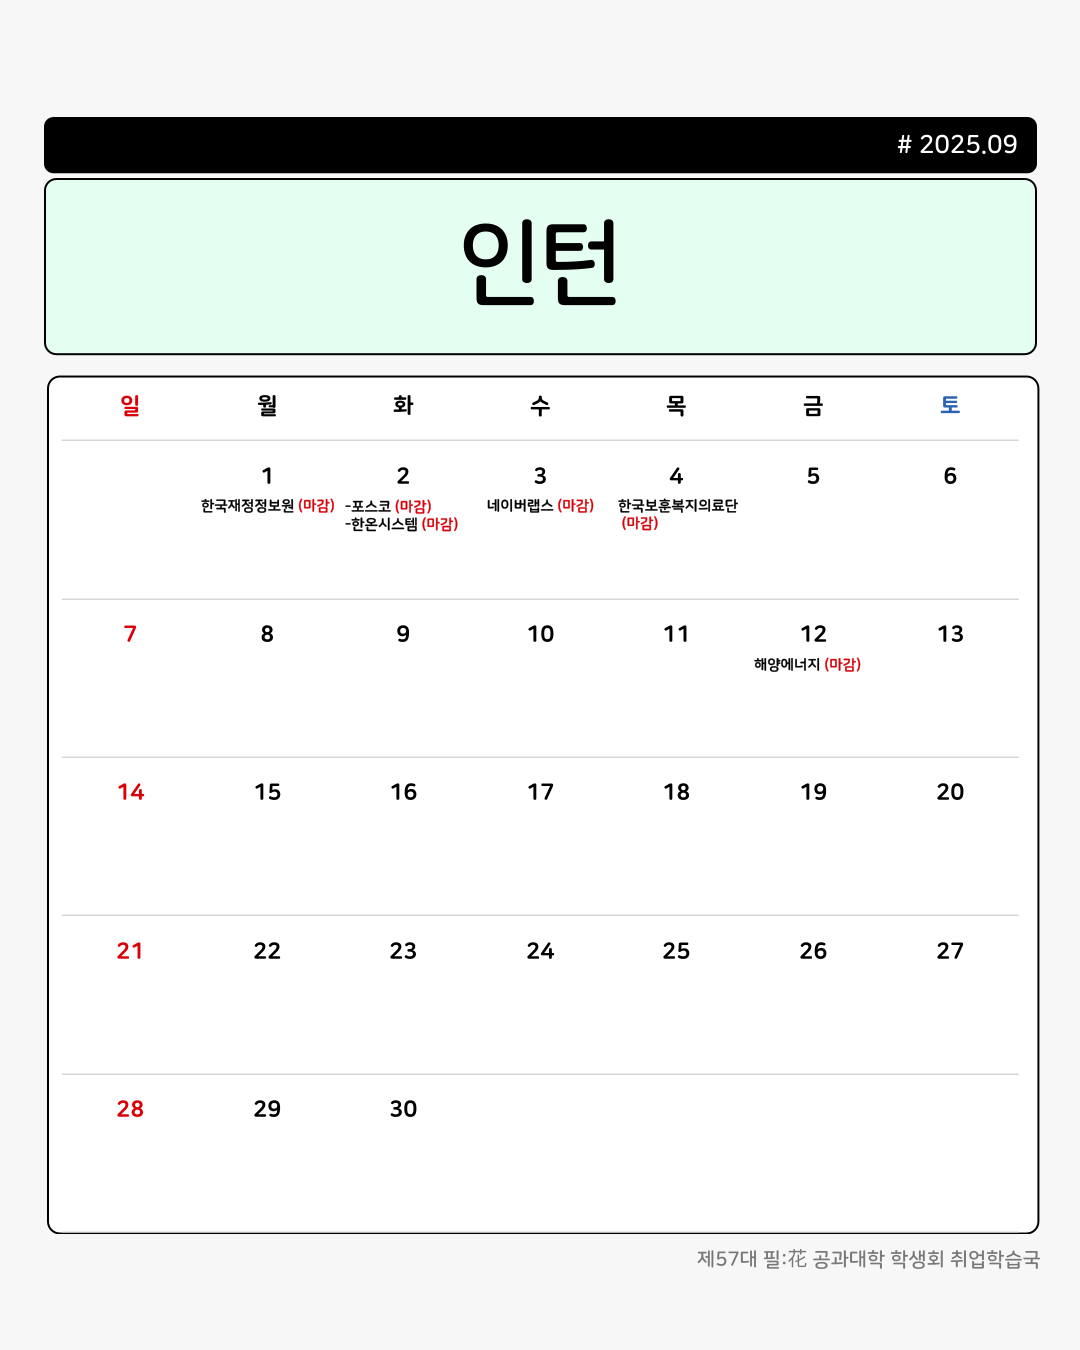 # 2025.09
인턴
일 월 화 수 목 금 토
1 2 3 4 5 6
한국재정정보원 (마감) -포스코 (마감) 네이버랩스 (마감) 한국보훈복지의료단
-한온시스템 (마감) (마감)
7 8 9 10 11 12 13
해양에너지 (마감)
14 15 16 17 18 19 20
21 22 23 24 25 26 27
28 29 30
제57대 필:花 공과대학 학생회 취업학습국